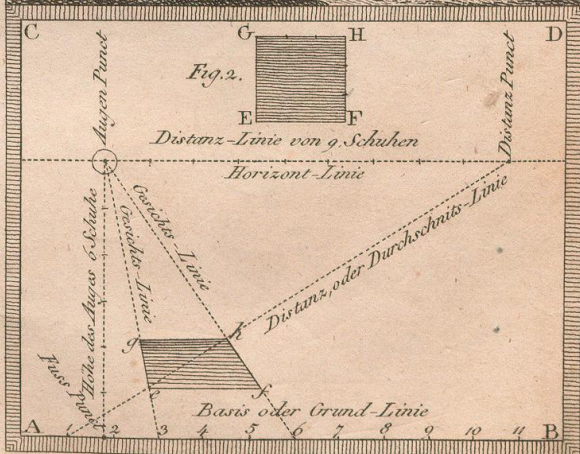 C G H D
Fig. 2.
E F
Augen Punct
Distanz Punct
Distanz-Linie von 9. Schuhen
Horizont-Linie
Höhe des Auges 6 Schuhe
Gesichts-Linie
Gesichts-Linie
Distanz, oder Durchschnits-Linie
g h
e f
Fuss
Basis oder Grund-Linie
A 1 2 3 4 5 6 7 8 9 10 11 B